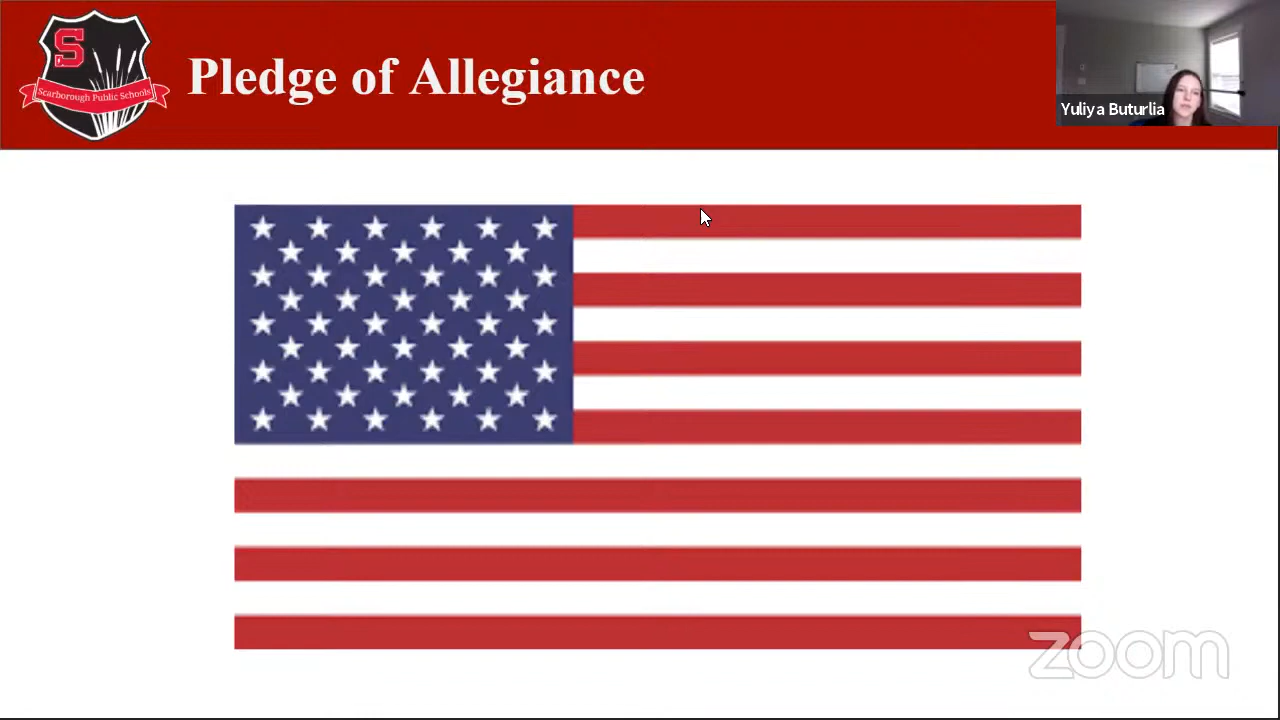 S
Scarborough Public Schools
Pledge of Allegiance
Yuliya Buturlia
zoom